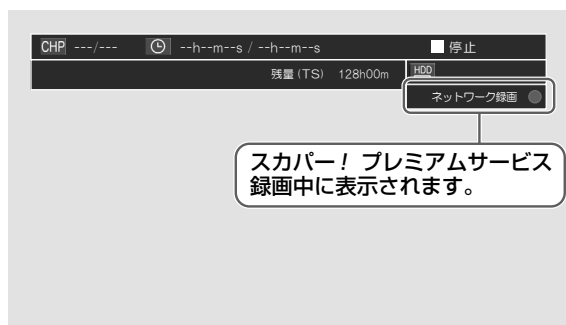 CHP ---/--- --h--m--s / --h--m--s 停止
残量(TS) 128h00m HDD
ネットワーク録画
スカパー! プレミアムサービス
録画中に表示されます。